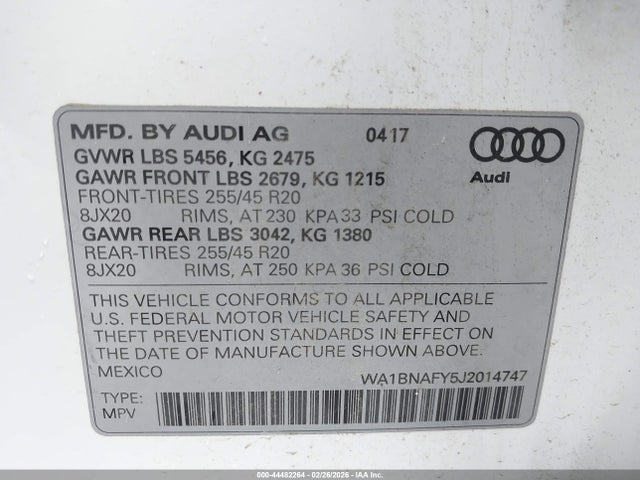 MFD. BY AUDI AG 0417
GVWR LBS 5456, KG 2475
GAWR FRONT LBS 2679, KG 1215
FRONT-TIRES 255/45 R20
8JX20 RIMS, AT 230 KPA 33 PSI COLD
GAWR REAR LBS 3042, KG 1380
REAR-TIRES 255/45 R20
8JX20 RIMS, AT 250 KPA 36 PSI COLD
Audi
THIS VEHICLE CONFORMS TO ALL APPLICABLE
U.S. FEDERAL MOTOR VEHICLE SAFETY AND
THEFT PREVENTION STANDARDS IN EFFECT ON
THE DATE OF MANUFACTURE SHOWN ABOVE.
MEXICO WA1BNAFY5J2014747
TYPE:
MPV
000-44482264 - 02/26/2026 - IAA Inc.